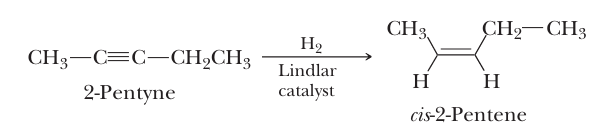 CH₃—C≡C—CH₂CH₃
2-Pentyne
H₂
Lindlar
catalyst
CH₃ CH₂—CH₃
H H
cis-2-Pentene